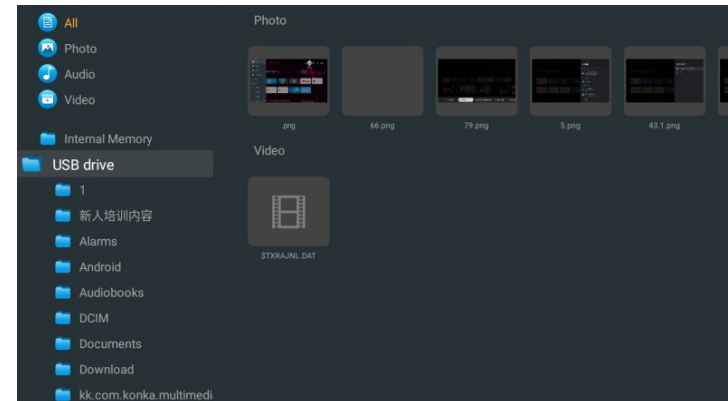 All
Photo
Audio
Video
Internal Memory
USB drive
1
新人培训内容
Alarms
Android
Audiobooks
DCIM
Documents
Download
kk.com.konka.multimedi
Photo
.png
66.png
79.png
5.png
43.1.png
Video
$TXRAJNL.DAT